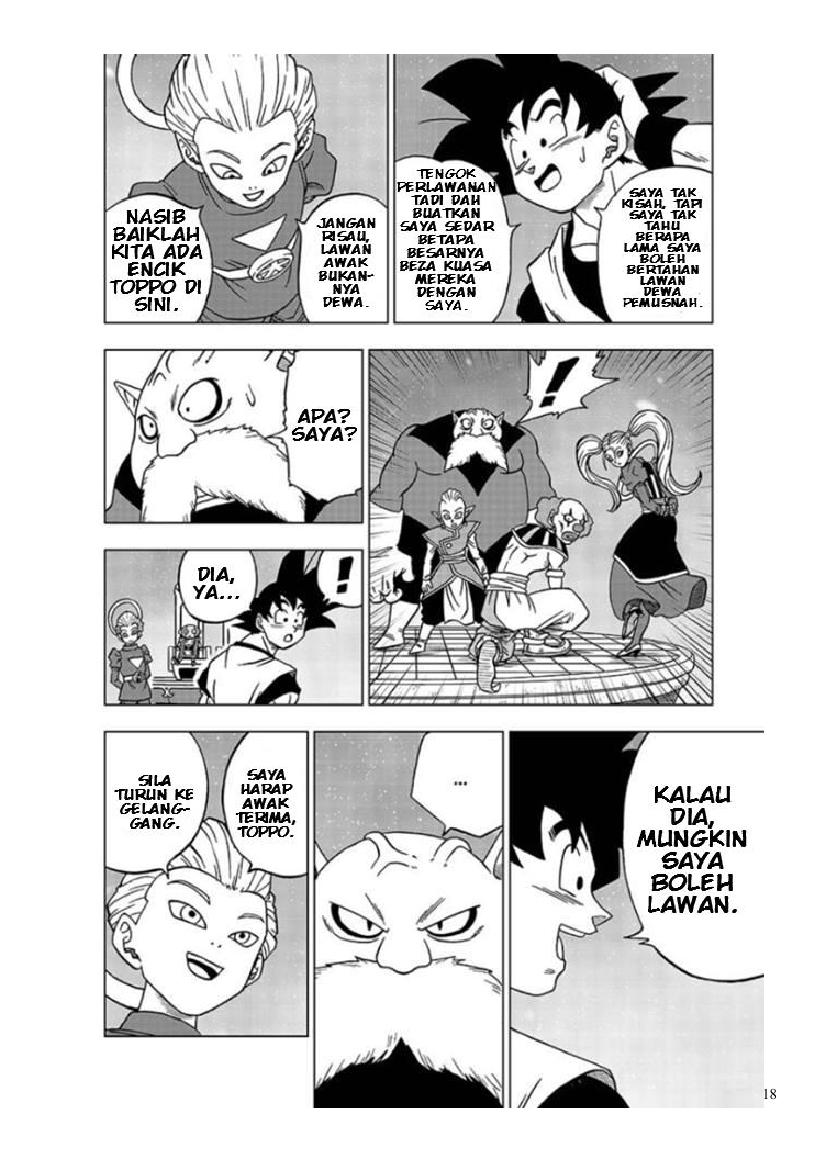 SAYA TAK
KISAH, TAPI
SAYA TAK
TAHU
BERAPA
LAMA SAYA
BOLEH
BERTAHAN
LAWAN
DEWA
PEMUSNAH.
TENGOK
PERLAWANAN
TADI DAH
BUATKAN
SAYA SEDAR
BETAPA
BESARNYA
BEZA KUASA
MEREKA
DENGAN
SAYA.
JANGAN
RISAU,
LAWAN
AWAK
BUKAN-
NYA
DEWA.
NASIB
BAIKLAH
KITA ADA
ENCIK
TOPPO DI
SINI.
!
APA?
SAYA?
!
DIA,
YA...
KALAU
DIA,
MUNGKIN
SAYA
BOLEH
LAWAN.
...
SAYA
HARAP
AWAK
TERIMA,
TOPPO.
SILA
TURUN KE
GELANG-
GANG.
18